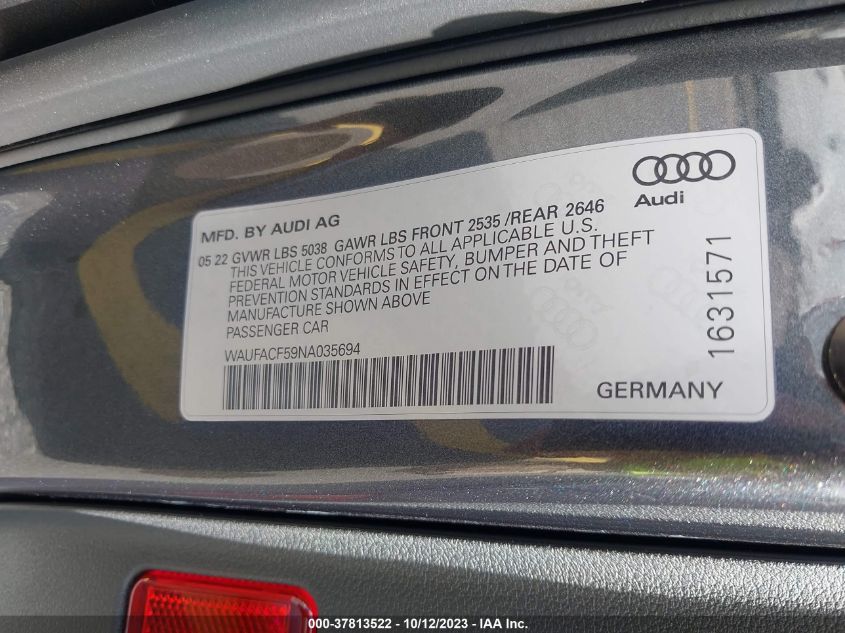 Audi
MFD. BY AUDI AG
05 22 GVWR LBS 5038 GAWR LBS FRONT 2535 /REAR 2646
THIS VEHICLE CONFORMS TO ALL APPLICABLE U.S.
FEDERAL MOTOR VEHICLE SAFETY, BUMPER AND THEFT
PREVENTION STANDARDS IN EFFECT ON THE DATE OF
MANUFACTURE SHOWN ABOVE
PASSENGER CAR
WAUFACF59NA035694
1631571
GERMANY
000-37813522 - 10/12/2023 - IAA Inc.